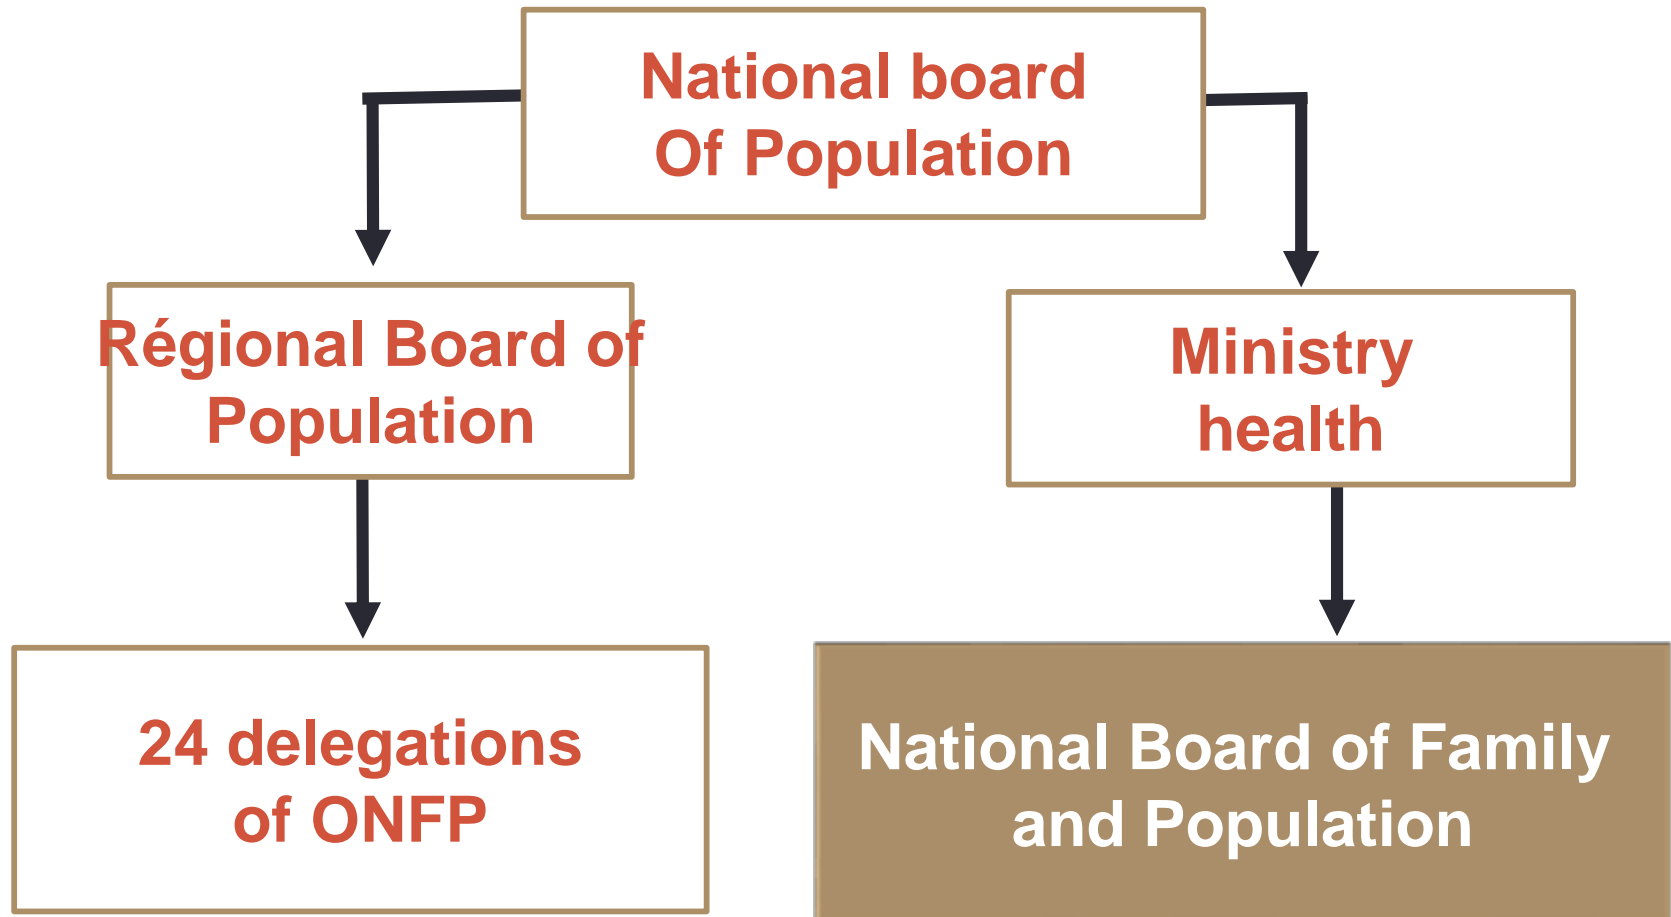 National board
Of Population
Régional Board of
Population
Ministry
health
24 delegations
of ONFP
National Board of Family
and Population